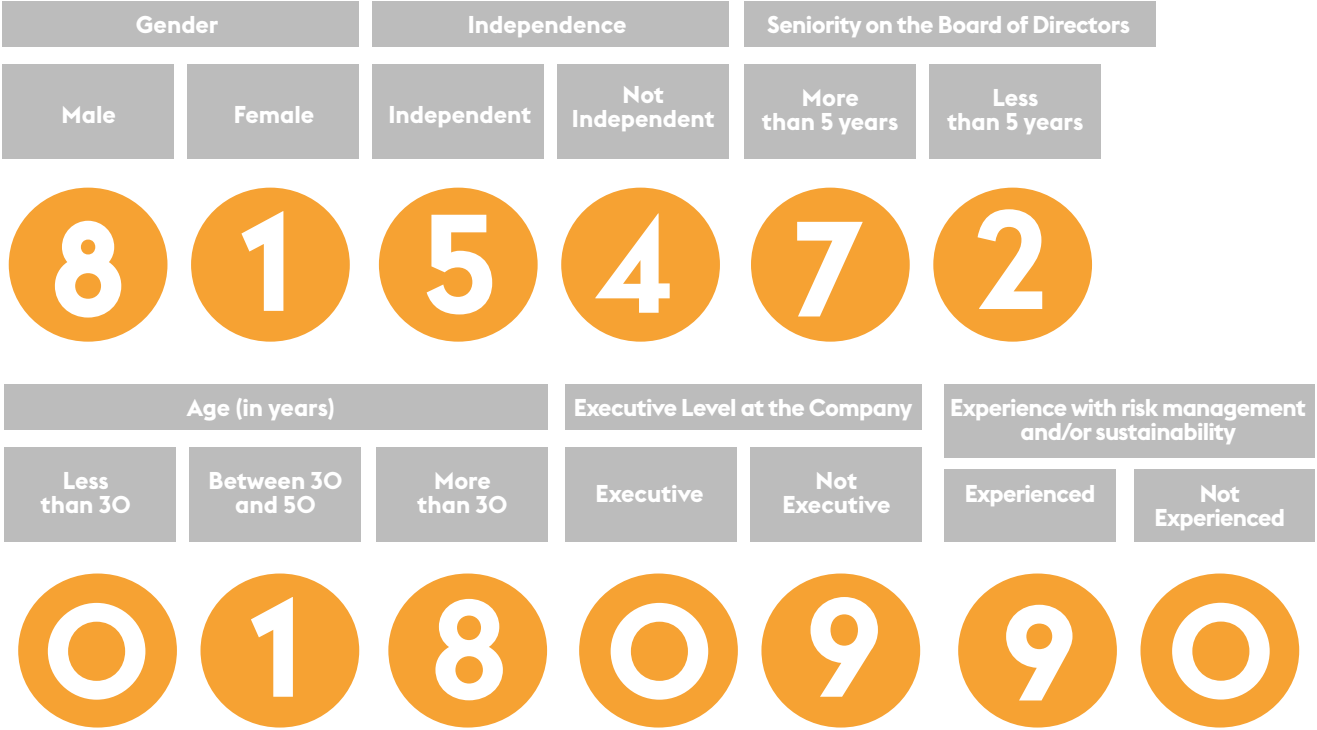 Gender
Independence
Seniority on the Board of Directors
Male
Female
Independent
Not
Independent
More
than 5 years
Less
than 5 years
8
1
5
4
7
2
Age (in years)
Executive Level at the Company
Experience with risk management
and/or sustainability
Less
than 30
Between 30
and 50
More
than 30
Executive
Not
Executive
Experienced
Not
Experienced
0
1
8
0
9
9
0